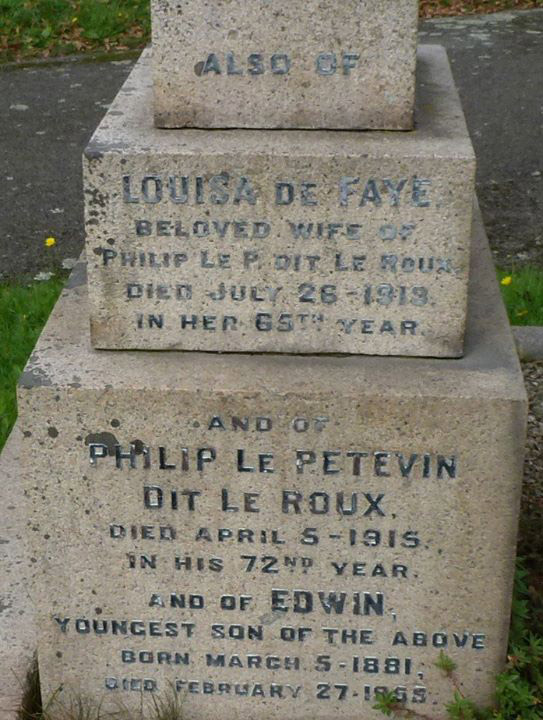 ALSO OF
LOUISA DE FAYE.
BELOVED WIFE OF
PHILIP LE P. DIT LE ROUX.
DIED JULY 26-1913.
IN HER 65TH YEAR.
AND OF
PHILIP LE PETEVIN
DIT LE ROUX.
DIED APRIL 5-1915.
IN HIS 72ND YEAR.
AND OF EDWIN,
YOUNGEST SON OF THE ABOVE
BORN MARCH 5-1881,
DIED FEBRUARY 27-